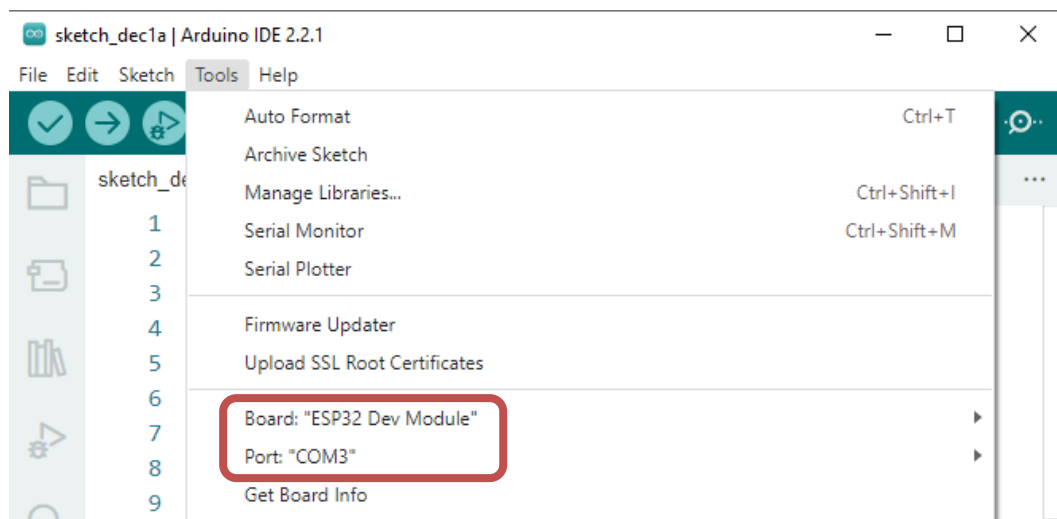 sketch_dec1a | Arduino IDE 2.2.1
File Edit Sketch Tools Help
Auto Format Ctrl+T
Archive Sketch
sketch_de
Manage Libraries... Ctrl+Shift+I
1
Serial Monitor Ctrl+Shift+M
2
Serial Plotter
3
4
Firmware Updater
5
Upload SSL Root Certificates
6
Board: "ESP32 Dev Module"
7
Port: "COM3"
8
Get Board Info
9